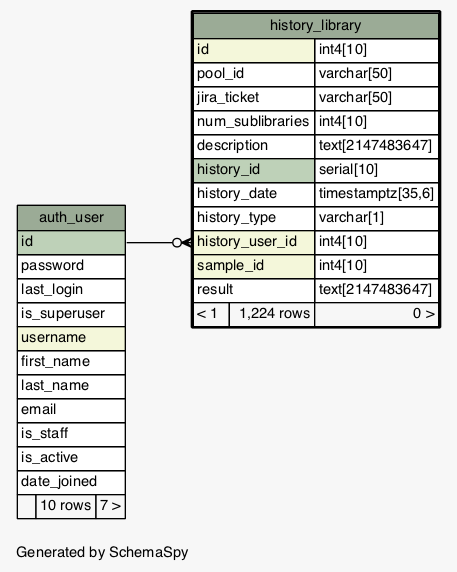 history_library
id int4[10]
pool_id varchar[50]
jira_ticket varchar[50]
num_sublibraries int4[10]
description text[2147483647]
history_id serial[10]
history_date timestamptz[35,6]
history_type varchar[1]
history_user_id int4[10]
sample_id int4[10]
result text[2147483647]
< 1 1,224 rows 0 >
auth_user
id
password
last_login
is_superuser
username
first_name
last_name
email
is_staff
is_active
date_joined
10 rows 7 >
Generated by SchemaSpy